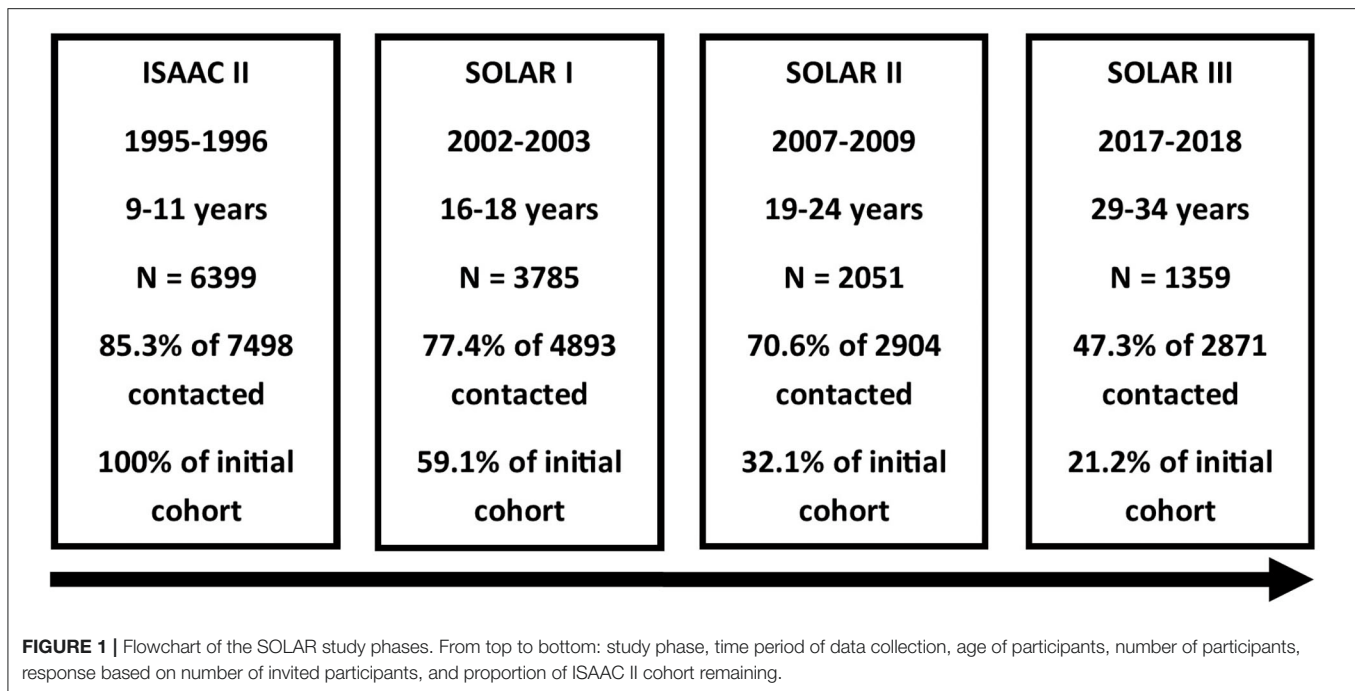 ISAAC II
1995-1996
9-11 years
N = 6399
85.3% of 7498
contacted
100% of initial
cohort
SOLAR I
2002-2003
16-18 years
N = 3785
77.4% of 4893
contacted
59.1% of initial
cohort
SOLAR II
2007-2009
19-24 years
N = 2051
70.6% of 2904
contacted
32.1% of initial
cohort
SOLAR III
2017-2018
29-34 years
N = 1359
47.3% of 2871
contacted
21.2% of initial
cohort
FIGURE 1 | Flowchart of the SOLAR study phases. From top to bottom: study phase, time period of data collection, age of participants, number of participants,
response based on number of invited participants, and proportion of ISAAC II cohort remaining.